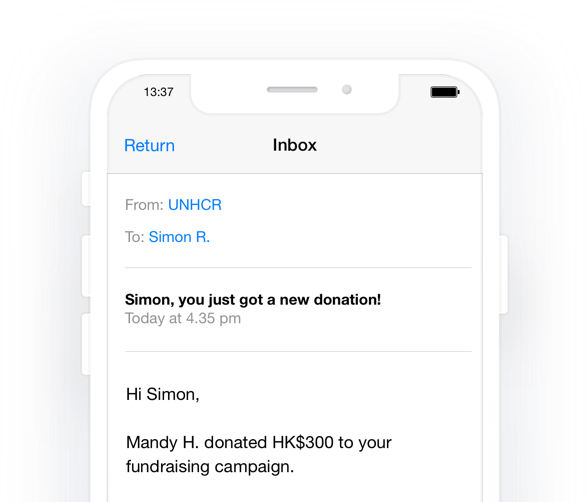 13:37
Return Inbox
From: UNHCR
To: Simon R.
Simon, you just got a new donation!
Today at 4.35 pm
Hi Simon,
Mandy H. donated HK$300 to your
fundraising campaign.